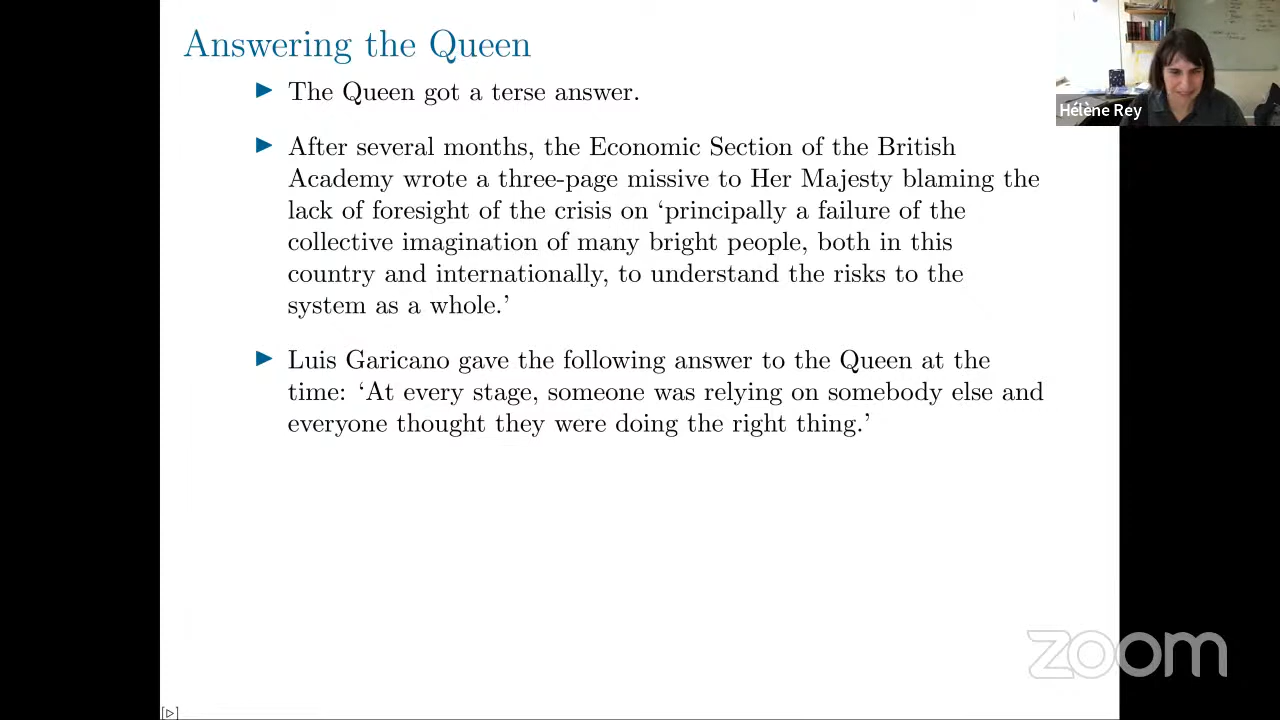 Answering the Queen
▶ The Queen got a terse answer.
▶ After several months, the Economic Section of the British
Academy wrote a three-page missive to Her Majesty blaming the
lack of foresight of the crisis on ‘principally a failure of the
collective imagination of many bright people, both in this
country and internationally, to understand the risks to the
system as a whole.’
▶ Luis Garicano gave the following answer to the Queen at the
time: ‘At every stage, someone was relying on somebody else and
everyone thought they were doing the right thing.’
Hélène Rey
zoom